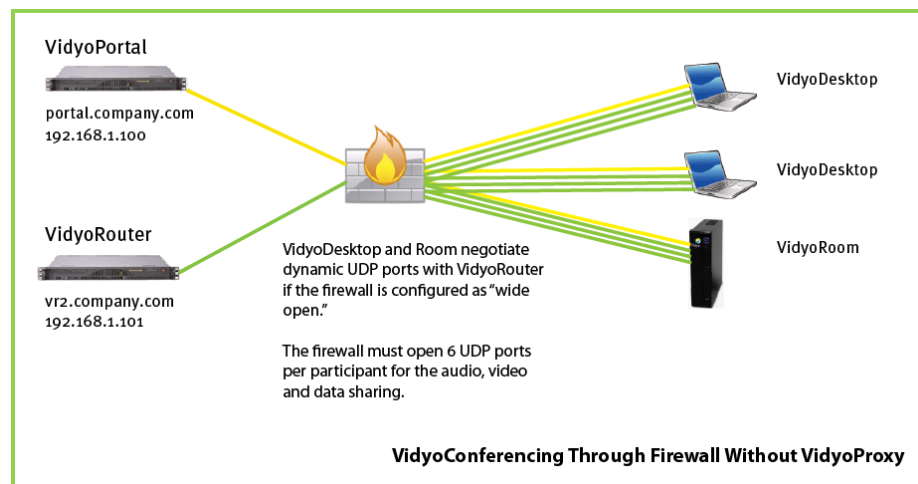 VidyoPortal
portal.company.com
192.168.1.100
VidyoRouter
vr2.company.com
192.168.1.101
VidyoDesktop and Room negotiate
dynamic UDP ports with VidyoRouter
if the firewall is configured as “wide
open.”
The firewall must open 6 UDP ports
per participant for the audio, video
and data sharing.
VidyoDesktop
VidyoDesktop
VidyoRoom
VidyoConferencing Through Firewall Without VidyoProxy